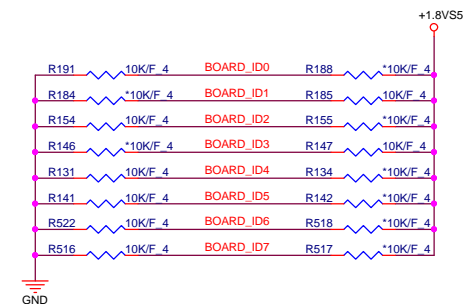 +1.8VS5
R191 10K/F_4 BOARD_ID0 R188 *10K/F_4
R184 *10K/F_4 BOARD_ID1 R185 10K/F_4
R154 10K/F_4 BOARD_ID2 R155 *10K/F_4
R146 *10K/F_4 BOARD_ID3 R147 10K/F_4
R131 10K/F_4 BOARD_ID4 R134 *10K/F_4
R141 10K/F_4 BOARD_ID5 R142 *10K/F_4
R522 10K/F_4 BOARD_ID6 R518 *10K/F_4
R516 10K/F_4 BOARD_ID7 R517 *10K/F_4
GND